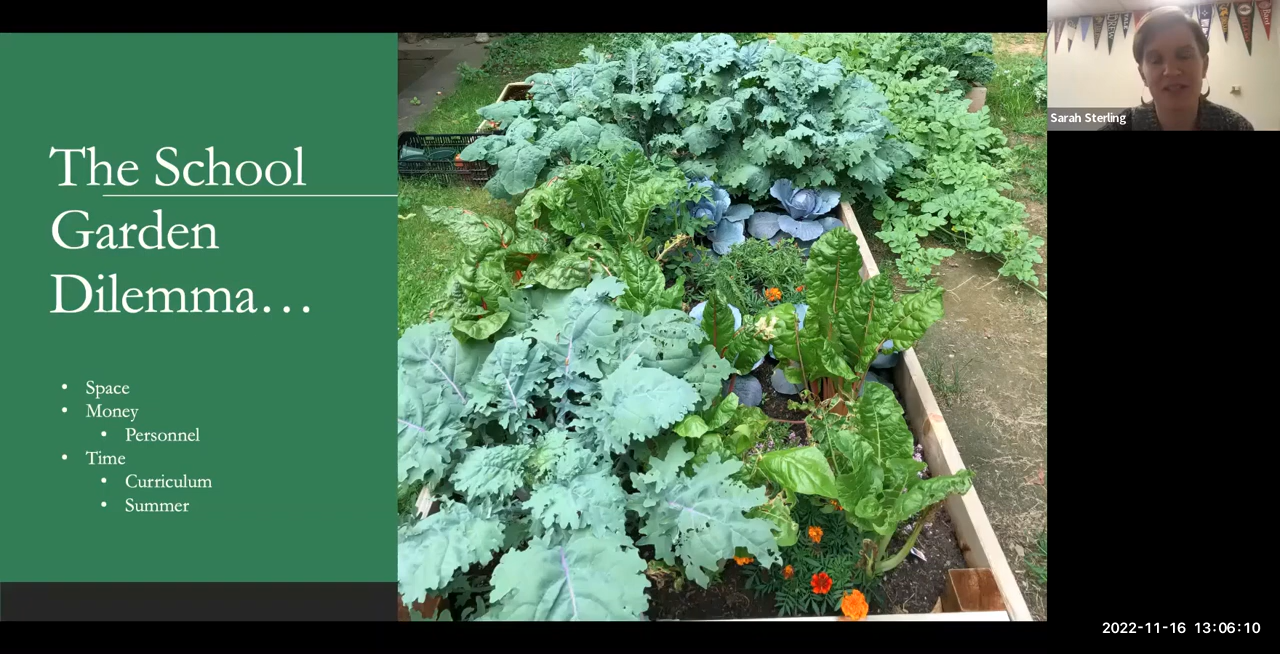 The School
Garden
Dilemma…
• Space
• Money
• Personnel
• Time
• Curriculum
• Summer
Sarah Sterling
2022-11-16 13:06:10